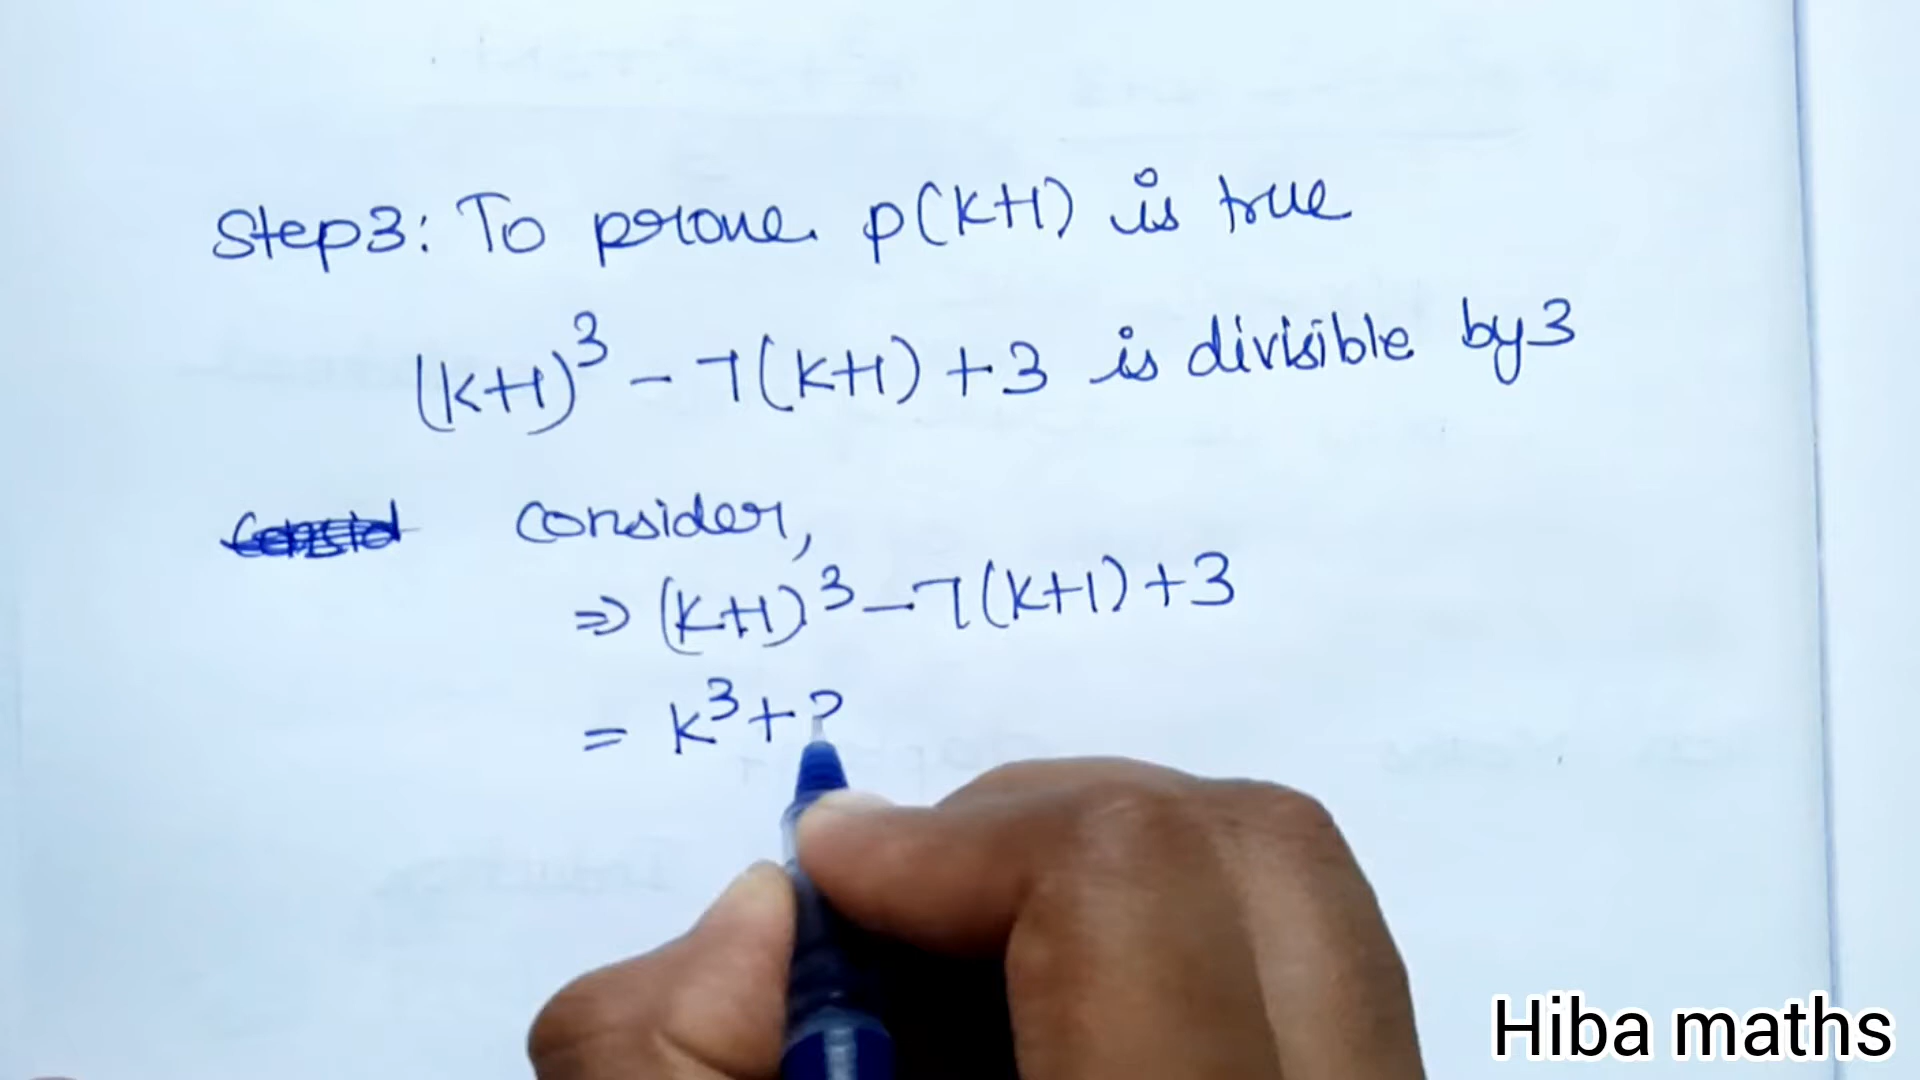 Step3: To prove p(k+1) is true
(k+1)³ - 7(k+1) + 3 is divisible by 3
consider,
⇒ (k+1)³ - 7(k+1) + 3
= k³ +
Hiba maths